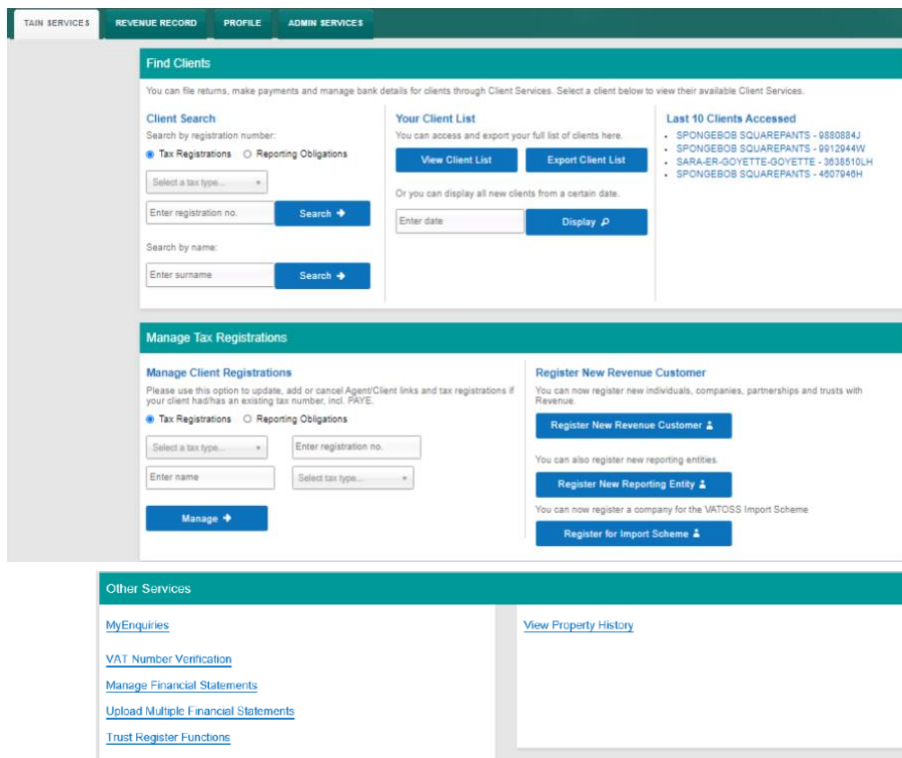 TAIN SERVICES
REVENUE RECORD
PROFILE
ADMIN SERVICES
Find Clients
You can file returns, make payments and manage bank details for clients through Client Services. Select a client below to view their available Client Services.
Client Search
Search by registration number:
Tax Registrations
Reporting Obligations
Select a tax type...
Enter registration no.
Search
Search by name:
Enter surname
Search
Your Client List
You can access and export your full list of clients here.
View Client List
Export Client List
Or you can display all new clients from a certain date.
Enter date
Display
Last 10 Clients Accessed
SPONGEBOB SQUAREPANTS - 9880884J
SPONGEBOB SQUAREPANTS - 9912944W
SARA-ER-GOYETTE-GOYETTE - 3638510LH
SPONGEBOB SQUAREPANTS - 4607946H
Manage Tax Registrations
Manage Client Registrations
Please use this option to update, add or cancel Agent/Client links and tax registrations if
your client had/has an existing tax number, incl. PAYE.
Tax Registrations
Reporting Obligations
Select a tax type...
Enter registration no.
Enter name
Select tax type...
Manage
Register New Revenue Customer
You can now register new individuals, companies, partnerships and trusts with
Revenue.
Register New Revenue Customer
You can also register new reporting entities.
Register New Reporting Entity
You can now register a company for the VATOSS Import Scheme
Register for Import Scheme
Other Services
MyEnquiries
VAT Number Verification
Manage Financial Statements
Upload Multiple Financial Statements
Trust Register Functions
View Property History